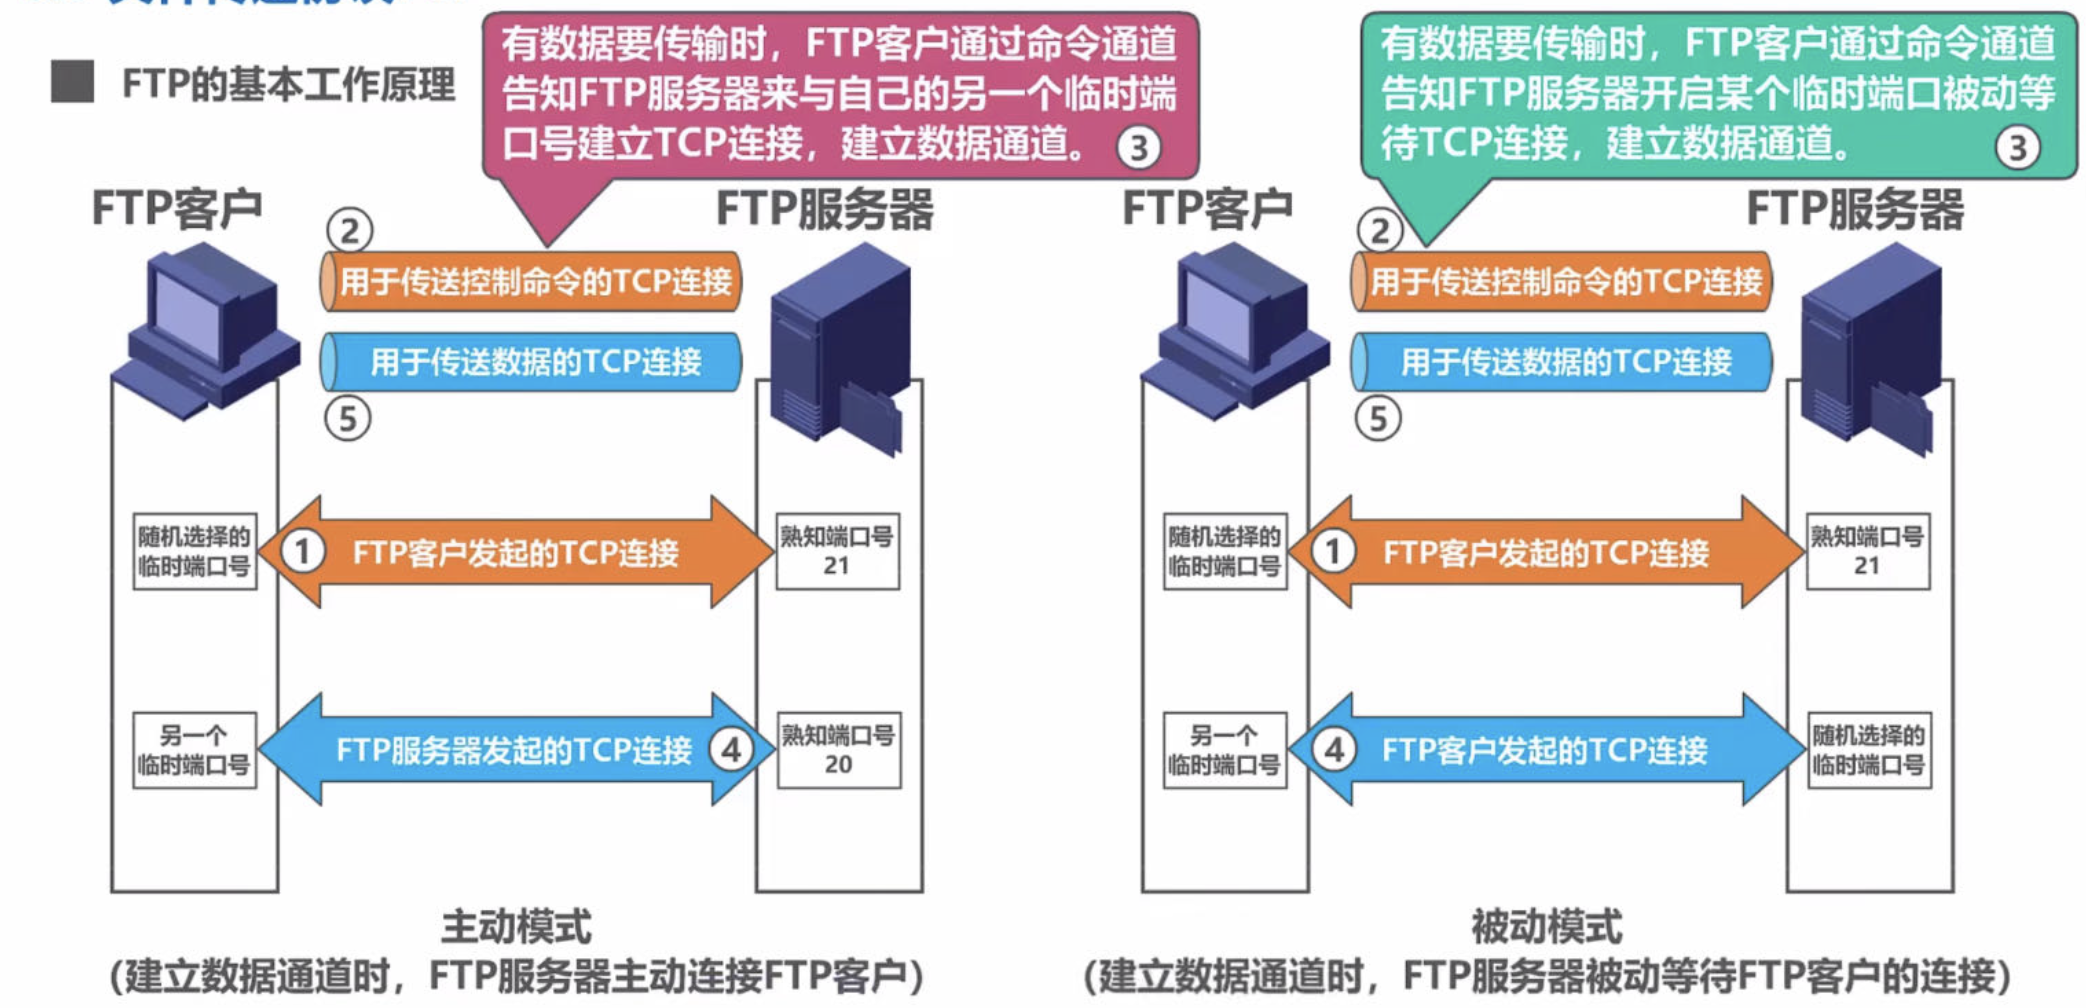 FTP的基本工作原理
有数据要传输时，FTP客户通过命令通道
告知FTP服务器来与自己的另一个临时端
口号建立TCP连接，建立数据通道。 ③
有数据要传输时，FTP客户通过命令通道
告知FTP服务器开启某个临时端口被动等
待TCP连接，建立数据通道。 ③
FTP客户
FTP服务器
②
用于传送控制命令的TCP连接
用于传送数据的TCP连接
⑤
随机选择的
临时端口号
① FTP客户发起的TCP连接
熟知端口号
21
另一个
临时端口号
FTP服务器发起的TCP连接 ④
熟知端口号
20
主动模式
（建立数据通道时，FTP服务器主动连接FTP客户）
FTP客户
FTP服务器
②
用于传送控制命令的TCP连接
用于传送数据的TCP连接
⑤
随机选择的
临时端口号
① FTP客户发起的TCP连接
熟知端口号
21
另一个
临时端口号
④ FTP客户发起的TCP连接
随机选择的
临时端口号
被动模式
（建立数据通道时，FTP服务器被动等待FTP客户的连接）